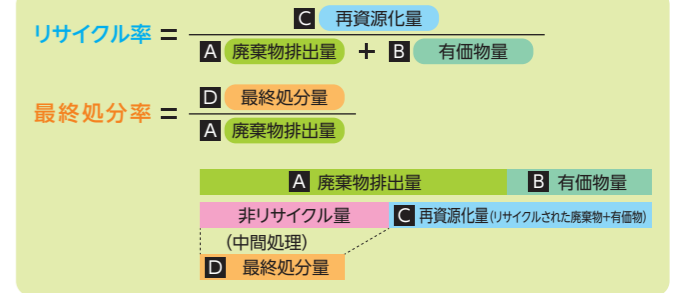 リサイクル率 = C 再資源化量
A 廃棄物排出量 + B 有価物量
最終処分率 = D 最終処分量
A 廃棄物排出量
A 廃棄物排出量 B 有価物量
非リサイクル量 C 再資源化量(リサイクルされた廃棄物+有価物)
(中間処理)
D 最終処分量